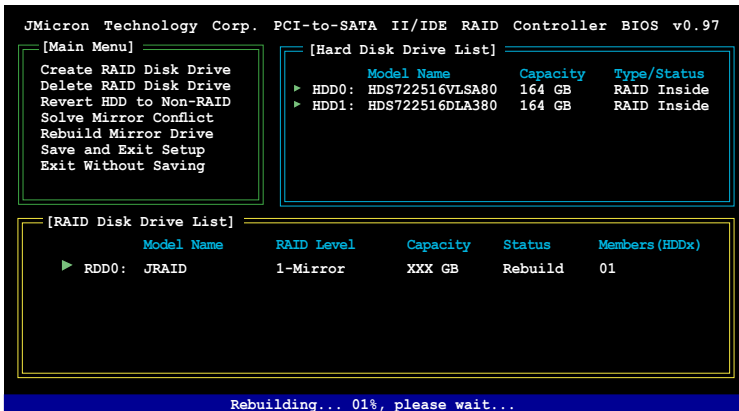 JMicron Technology Corp. PCI-to-SATA II/IDE RAID Controller BIOS v0.97
[Main Menu]
Create RAID Disk Drive
Delete RAID Disk Drive
Revert HDD to Non-RAID
Solve Mirror Conflict
Rebuild Mirror Drive
Save and Exit Setup
Exit Without Saving
[Hard Disk Drive List]
Model Name Capacity Type/Status
HDD0: HDS722516VLSA80 164 GB RAID Inside
HDD1: HDS722516DLA380 164 GB RAID Inside
[RAID Disk Drive List]
Model Name RAID Level Capacity Status Members(HDDx)
RDD0: JRAID 1-Mirror XXX GB Rebuild 01
Rebuilding... 01%, please wait...